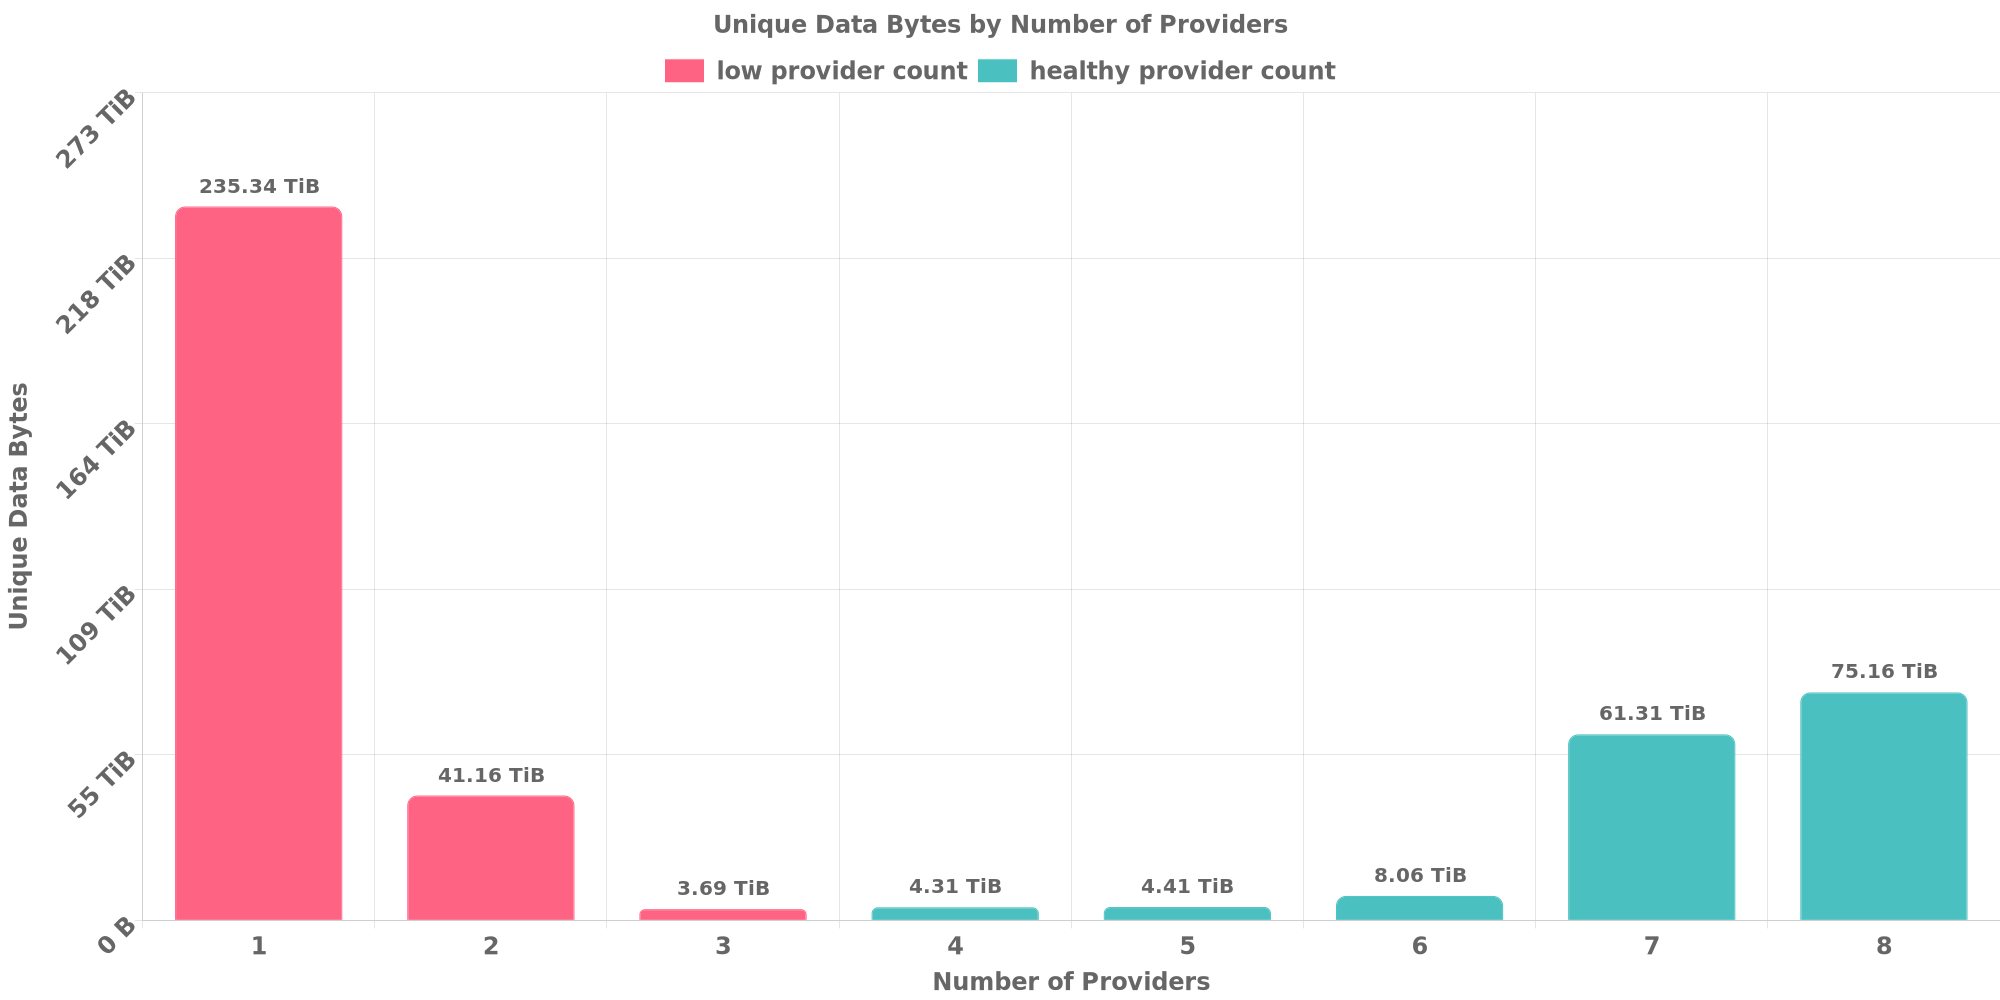 Unique Data Bytes by Number of Providers
low provider count healthy provider count
273 TiB
218 TiB
164 TiB
109 TiB
55 TiB
0 B
Unique Data Bytes
235.34 TiB
41.16 TiB
3.69 TiB
4.31 TiB
4.41 TiB
8.06 TiB
61.31 TiB
75.16 TiB
1 2 3 4 5 6 7 8
Number of Providers